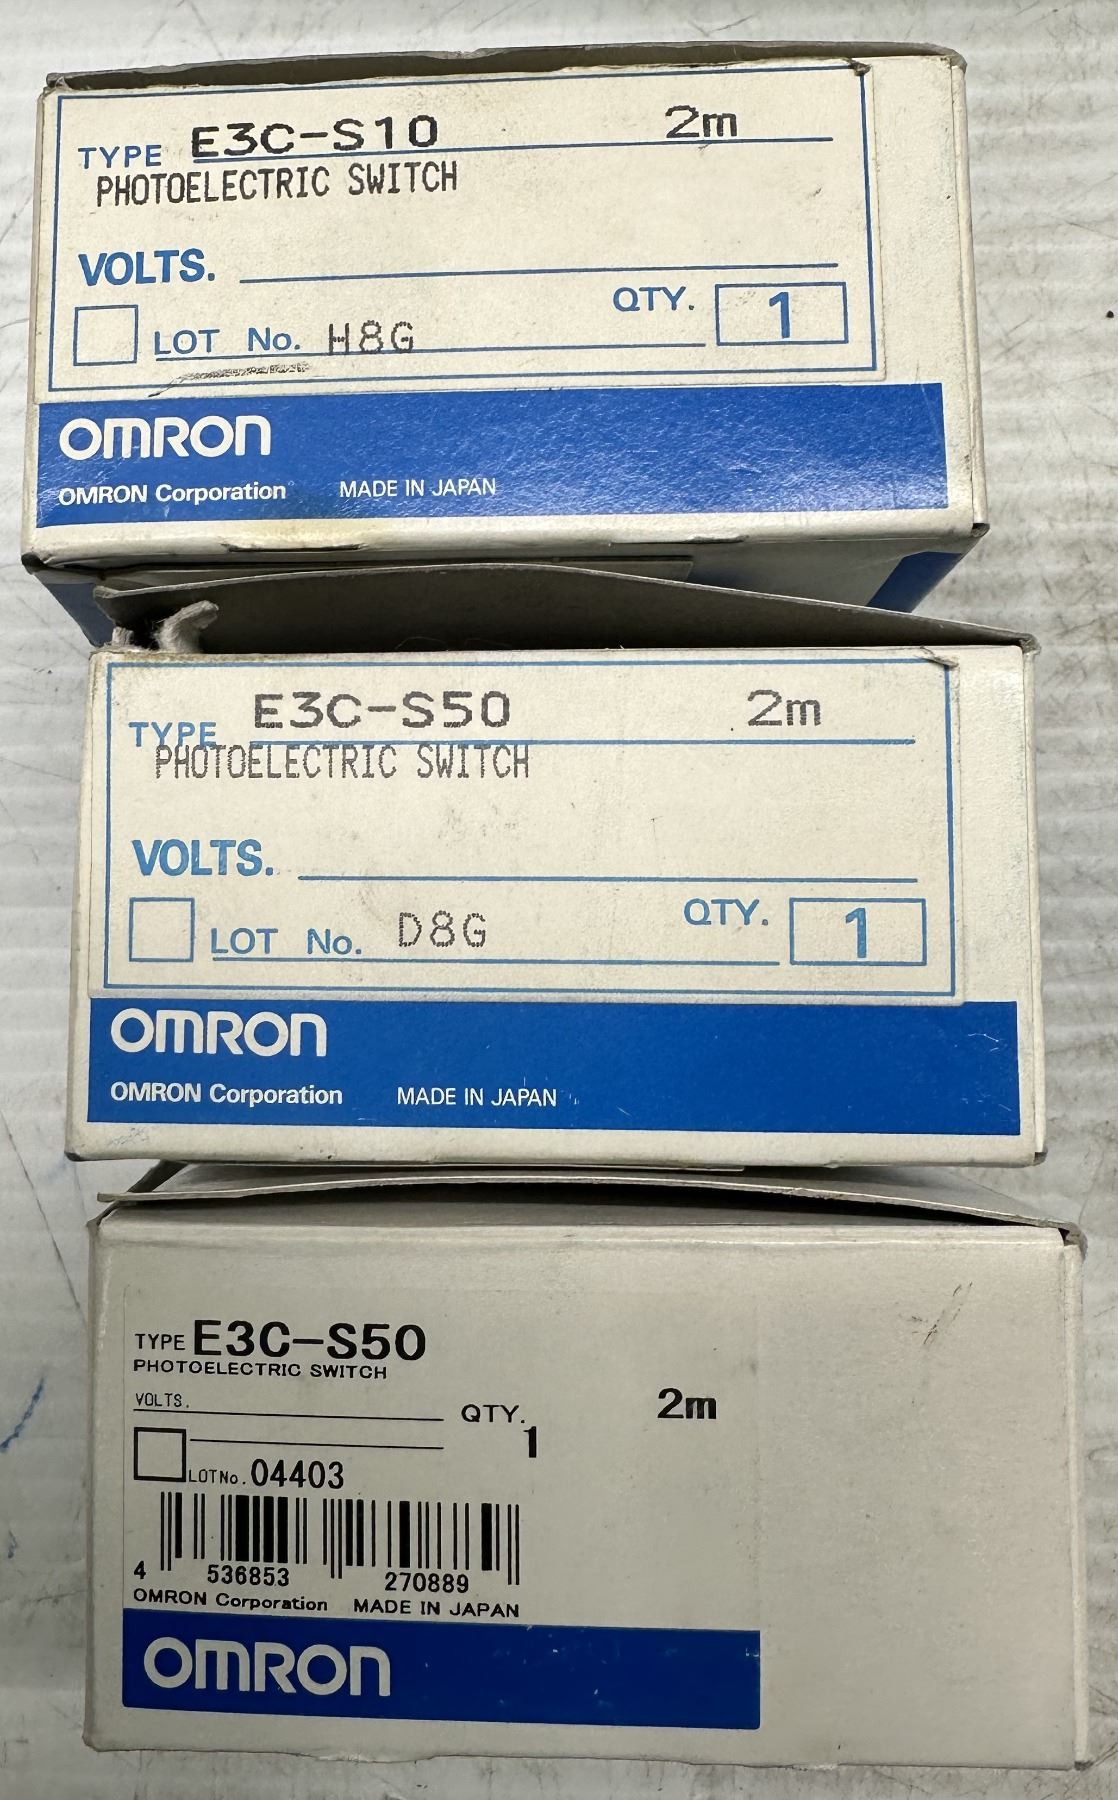 TYPE E3C-S10 2m
PHOTOELECTRIC SWITCH
VOLTS.
QTY. 1
LOT No. H8G
OMRON
OMRON Corporation MADE IN JAPAN
TYPE E3C-S50 2m
PHOTOELECTRIC SWITCH
VOLTS.
QTY. 1
LOT No. D8G
OMRON
OMRON Corporation MADE IN JAPAN
TYPE E3C-S50
PHOTOELECTRIC SWITCH
VOLTS. QTY. 2m
1
LOTNo. 04403
4 536853 270889
OMRON Corporation MADE IN JAPAN
OMRON